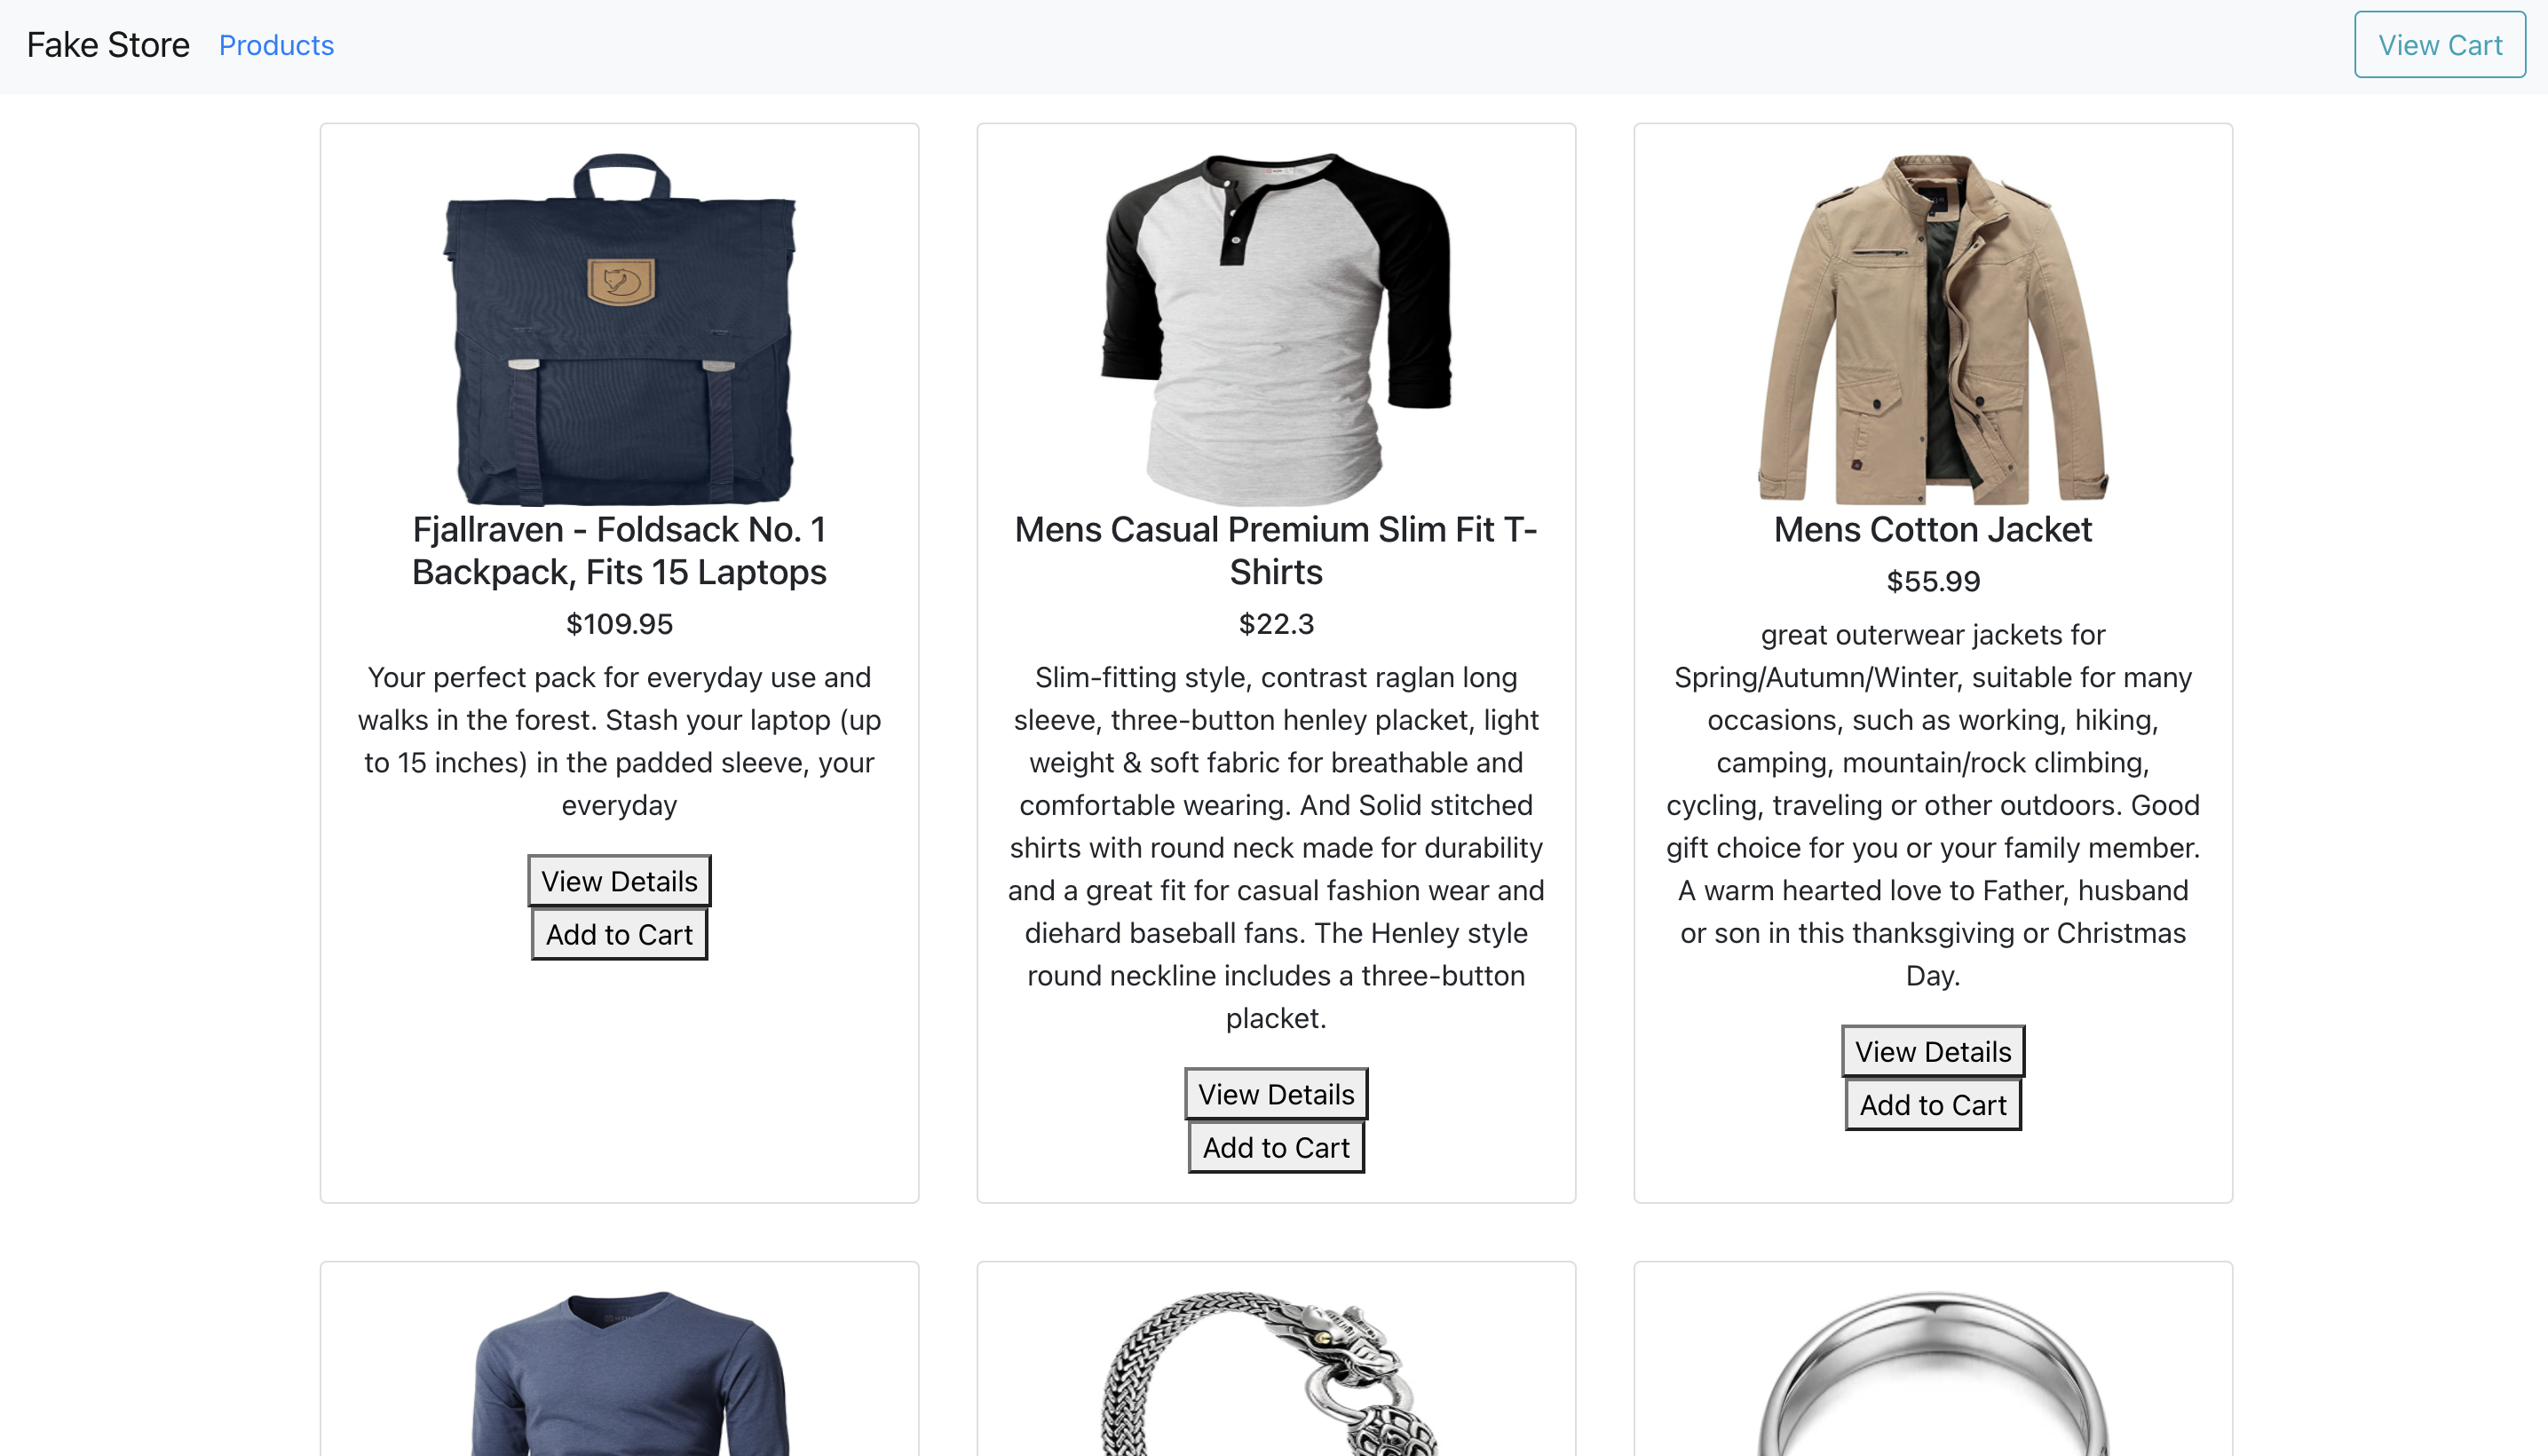 Fake Store
Products
View Cart
Fjallraven - Foldsack No. 1
Backpack, Fits 15 Laptops
$109.95
Your perfect pack for everyday use and
walks in the forest. Stash your laptop (up
to 15 inches) in the padded sleeve, your
everyday
View Details
Add to Cart
Mens Casual Premium Slim Fit T-
Shirts
$22.3
Slim-fitting style, contrast raglan long
sleeve, three-button henley placket, light
weight & soft fabric for breathable and
comfortable wearing. And Solid stitched
shirts with round neck made for durability
and a great fit for casual fashion wear and
diehard baseball fans. The Henley style
round neckline includes a three-button
placket.
View Details
Add to Cart
Mens Cotton Jacket
$55.99
great outerwear jackets for
Spring/Autumn/Winter, suitable for many
occasions, such as working, hiking,
camping, mountain/rock climbing,
cycling, traveling or other outdoors. Good
gift choice for you or your family member.
A warm hearted love to Father, husband
or son in this thanksgiving or Christmas
Day.
View Details
Add to Cart